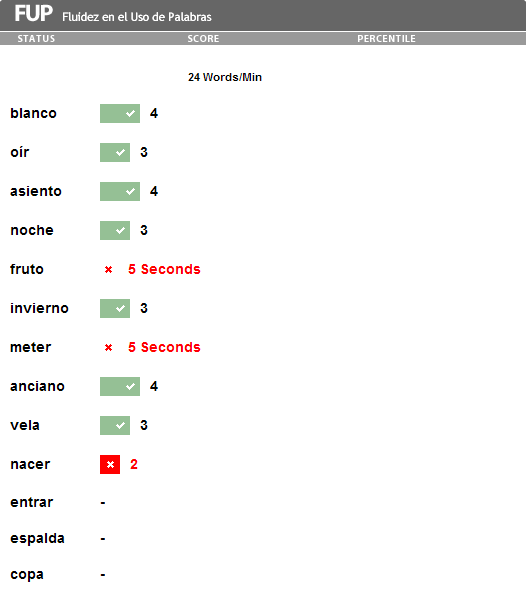 FUP Fluidez en el Uso de Palabras
STATUS SCORE PERCENTILE
24 Words/Min
blanco 4
oír 3
asiento 4
noche 3
fruto 5 Seconds
invierno 3
meter 5 Seconds
anciano 4
vela 3
nacer 2
entrar -
espalda -
copa -